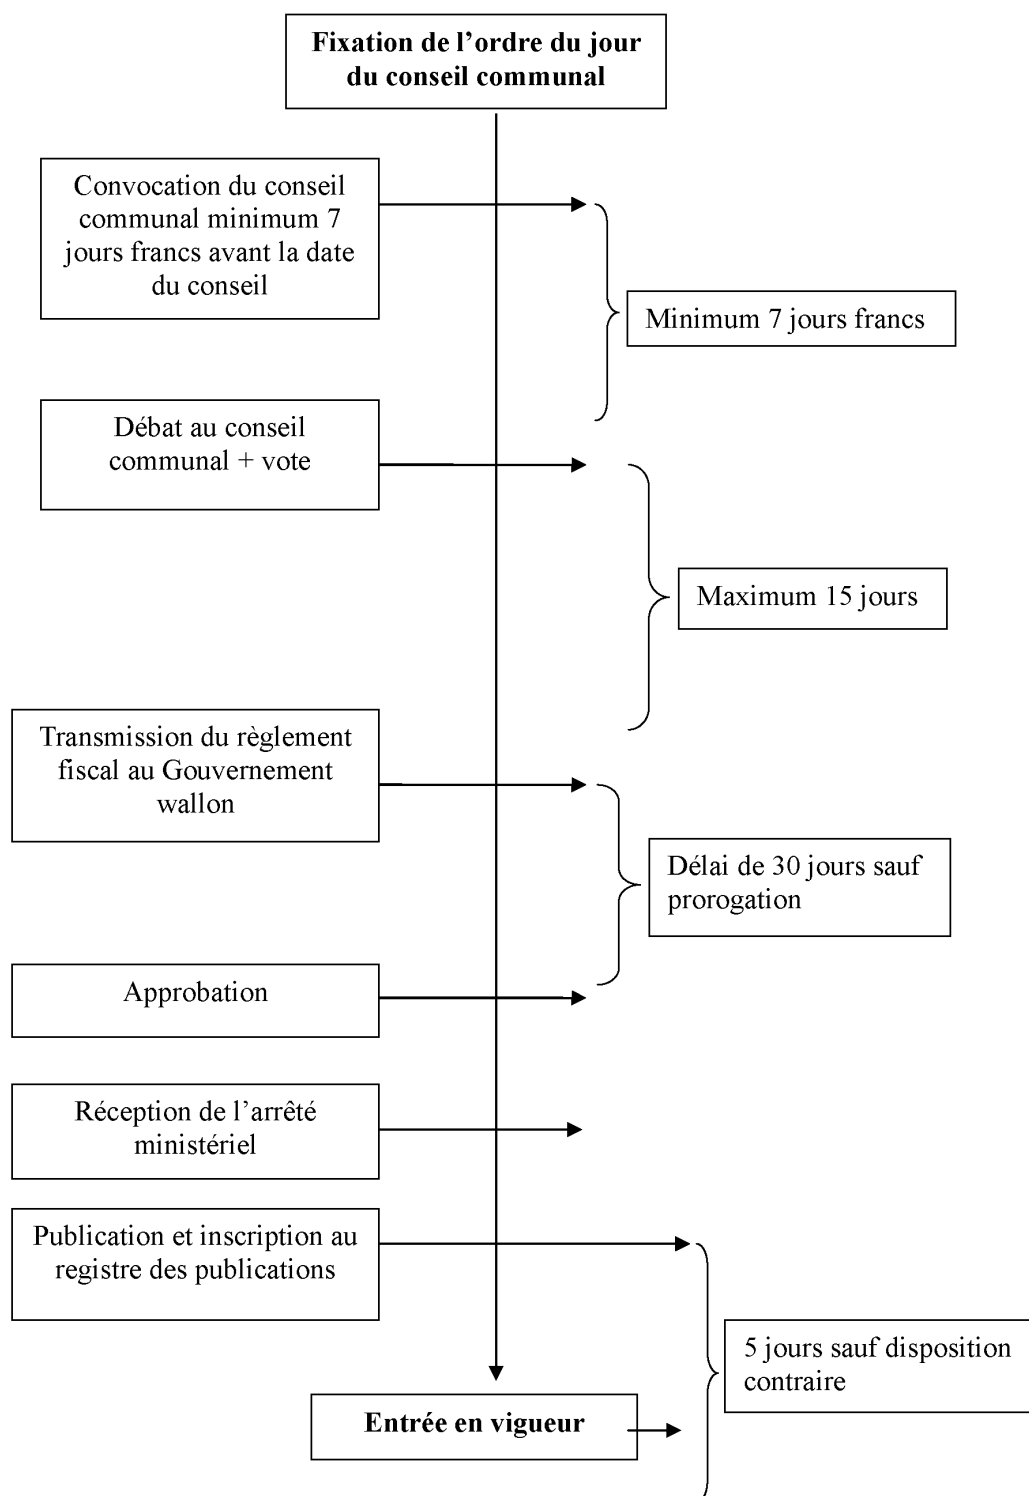 Fixation de l’ordre du jour
du conseil communal
Convocation du conseil
communal minimum 7
jours francs avant la date
du conseil
Minimum 7 jours francs
Débat au conseil
communal + vote
Maximum 15 jours
Transmission du règlement
fiscal au Gouvernement
wallon
Délai de 30 jours sauf
prorogation
Approbation
Réception de l’arrêté
ministériel
Publication et inscription au
registre des publications
5 jours sauf disposition
contraire
Entrée en vigueur